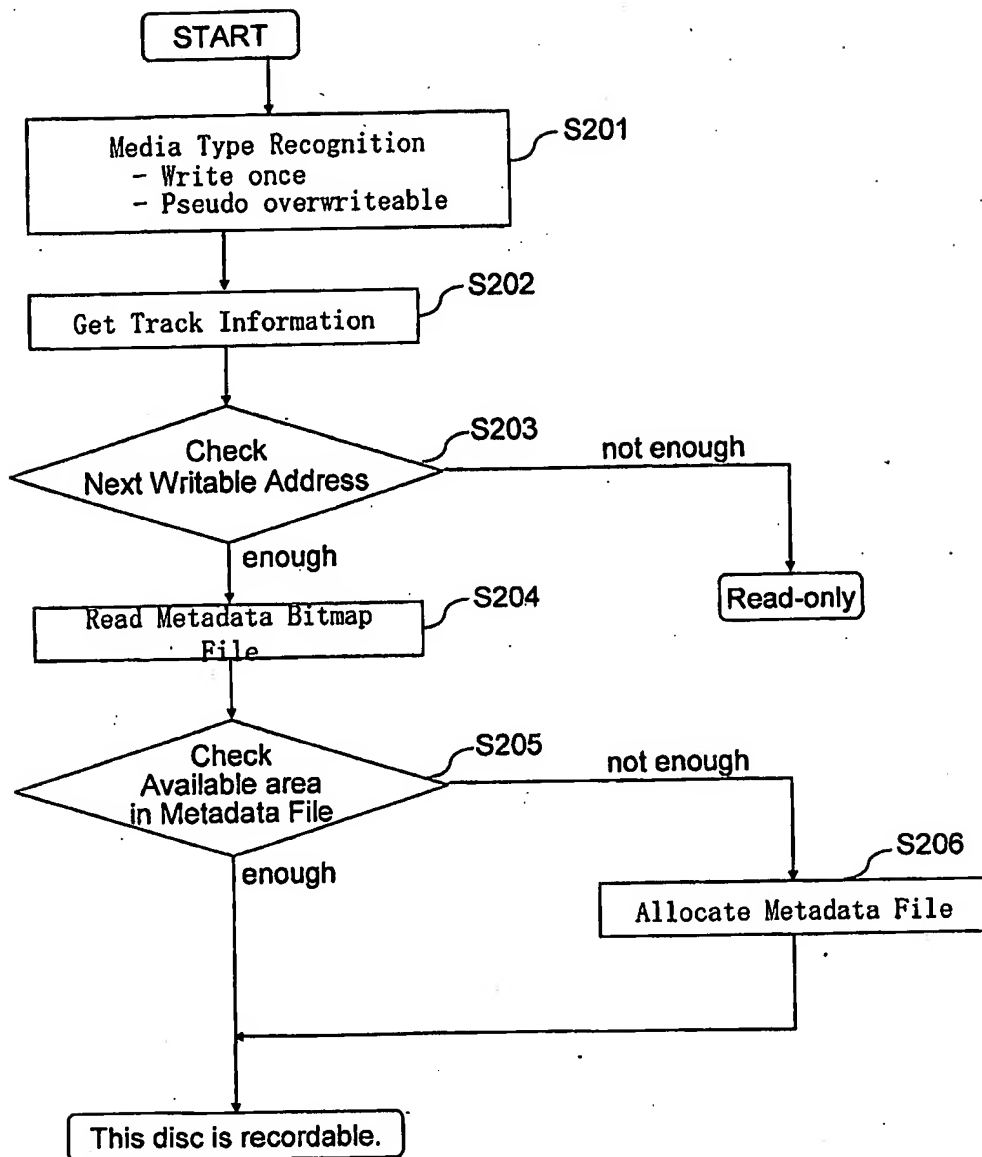 START
S201
Media Type Recognition
- Write once
- Pseudo overwriteable
S202
Get Track Information
S203
Check
Next Writable Address
not enough
enough
Read-only
S204
Read Metadata Bitmap
File
S205
Check
Available area
in Metadata File
not enough
enough
S206
Allocate Metadata File
This disc is recordable.